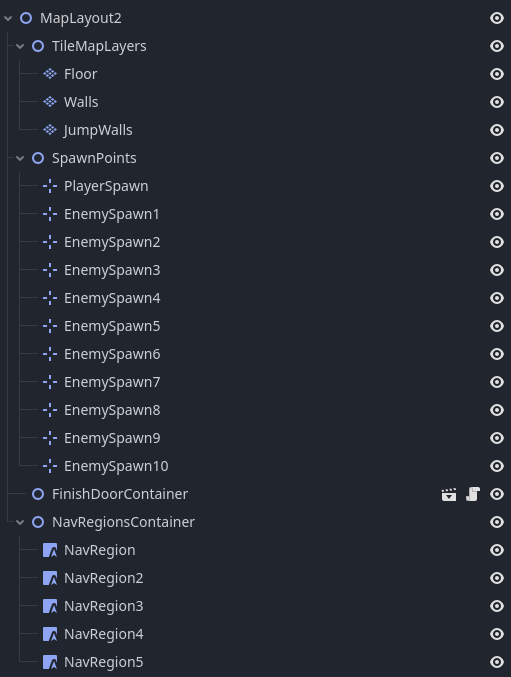 MapLayout2
TileMapLayers
Floor
Walls
JumpWalls
SpawnPoints
PlayerSpawn
EnemySpawn1
EnemySpawn2
EnemySpawn3
EnemySpawn4
EnemySpawn5
EnemySpawn6
EnemySpawn7
EnemySpawn8
EnemySpawn9
EnemySpawn10
FinishDoorContainer
NavRegionsContainer
NavRegion
NavRegion2
NavRegion3
NavRegion4
NavRegion5